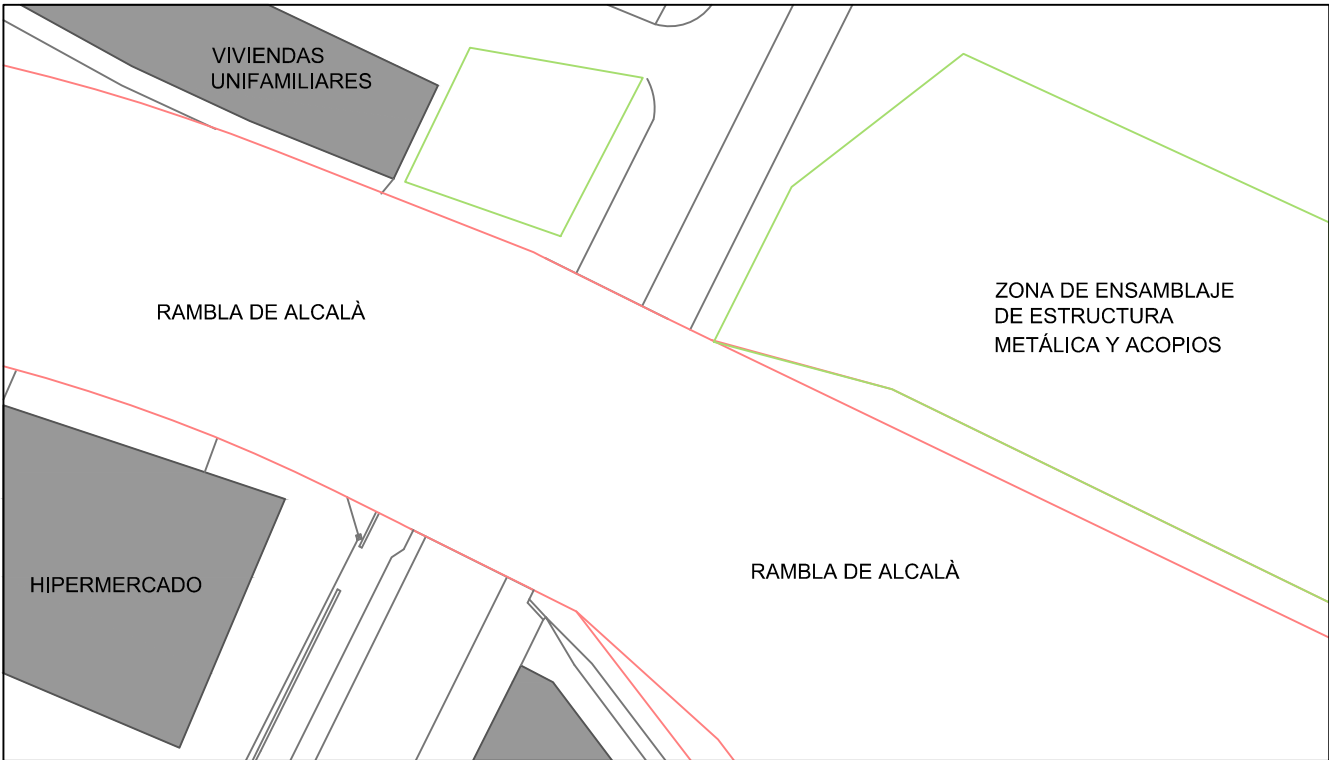 VIVIENDAS
UNIFAMILIARES
RAMBLA DE ALCALÀ
ZONA DE ENSAMBLAJE
DE ESTRUCTURA
METÁLICA Y ACOPIOS
HIPERMERCADO
RAMBLA DE ALCALÀ